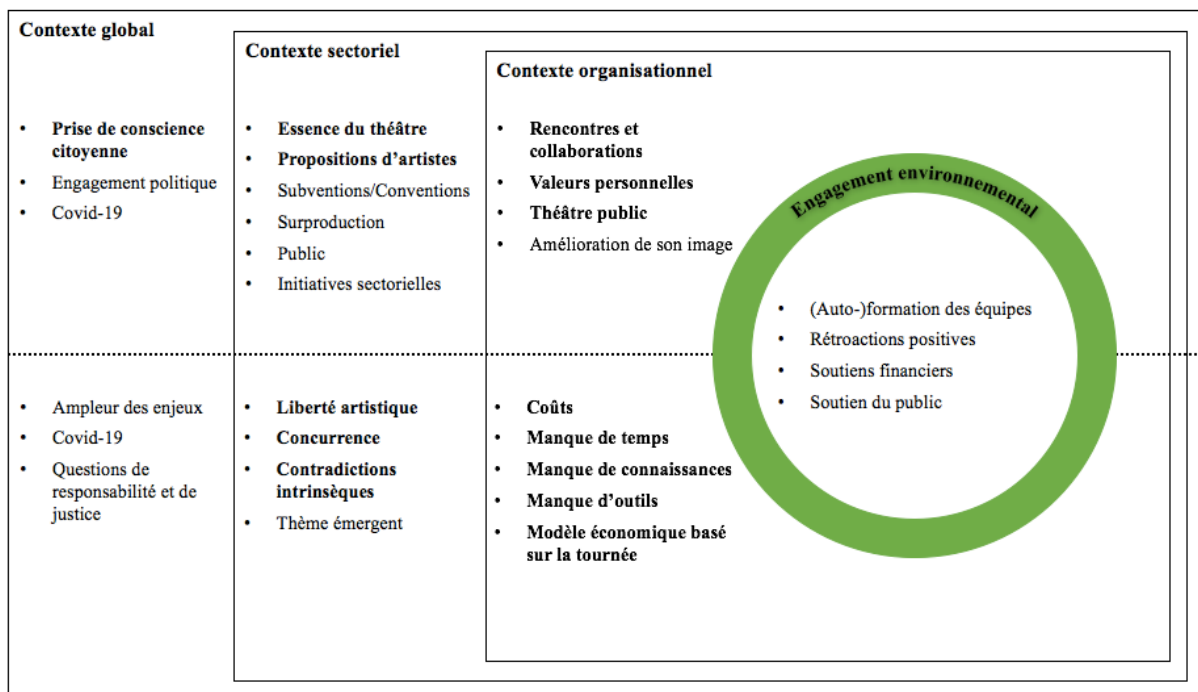 Contexte global
• Prise de conscience
citoyenne
• Engagement politique
• Covid-19
• Ampleur des enjeux
• Covid-19
• Questions de
responsabilité et de
justice
Contexte sectoriel
• Essence du théâtre
• Propositions d’artistes
• Subventions/Conventions
• Surproduction
• Public
• Initiatives sectorielles
• Liberté artistique
• Concurrence
• Contradictions
intrinsèques
• Thème émergent
Contexte organisationnel
• Rencontres et
collaborations
• Valeurs personnelles
• Théâtre public
• Amélioration de son image
• Coûts
• Manque de temps
• Manque de connaissances
• Manque d’outils
• Modèle économique basé
sur la tournée
Engagement environnemental
• (Auto-)formation des équipes
• Rétroactions positives
• Soutiens financiers
• Soutien du public